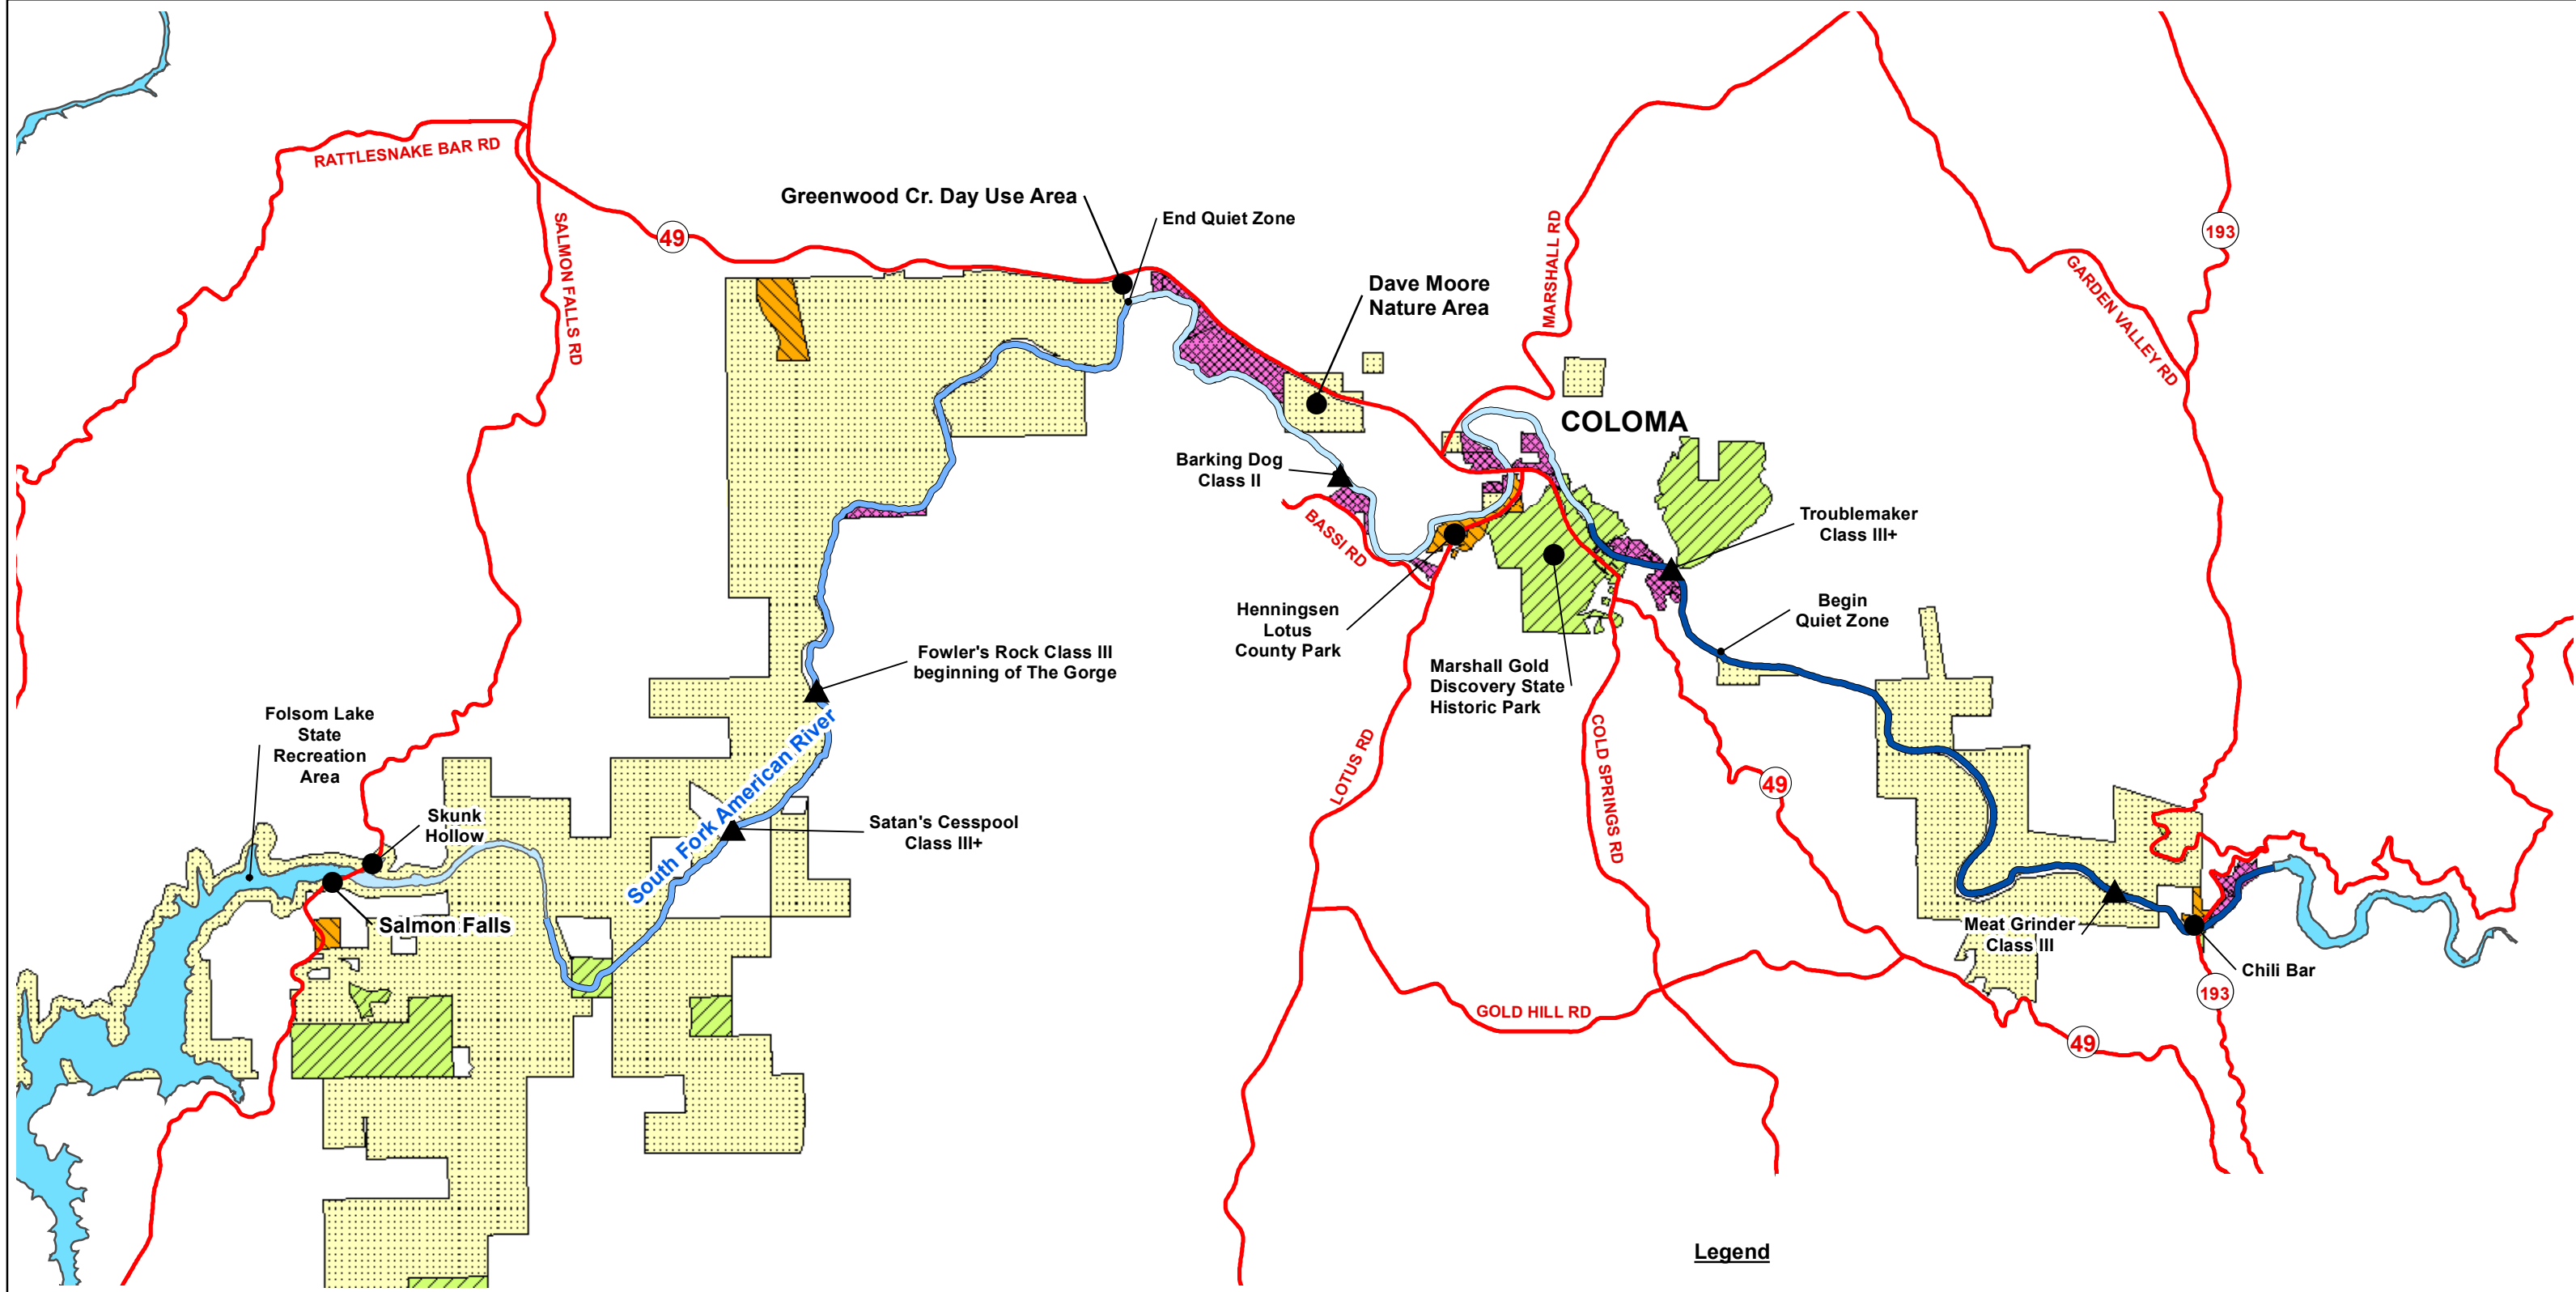 RATTLESNAKE BAR RD
SALMON FALLS RD
49
Greenwood Cr. Day Use Area
End Quiet Zone
Dave Moore
Nature Area
MARSHALL RD
193
GARDEN VALLEY RD
COLOMA
Barking Dog
Class II
BASSI RD
Troublemaker
Class III+
Begin
Quiet Zone
Henningsen
Lotus
County Park
Marshall Gold
Discovery State
Historic Park
Fowler's Rock Class III
beginning of The Gorge
South Fork American River
Folsom Lake
State
Recreation
Area
Skunk
Hollow
Satan's Cesspool
Class III+
Salmon Falls
LOTUS RD
COLD SPRINGS RD
49
GOLD HILL RD
Meat Grinder
Class III
Chili Bar
193
49
Legend